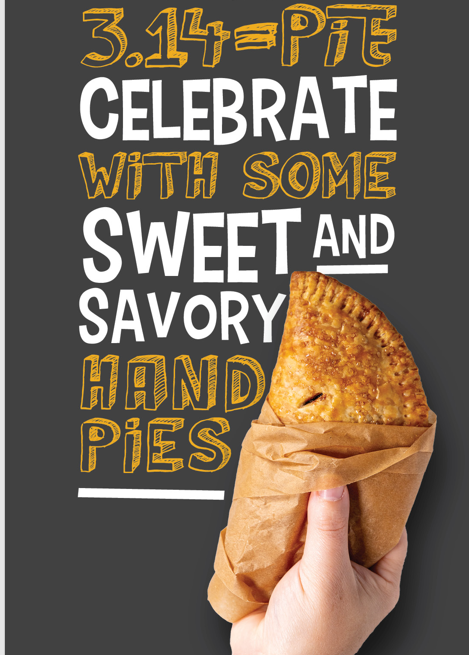 3.14=PiE
CELEBRATE
WiTH SOME
SWEET AND
SAVORY
HAND
PiES